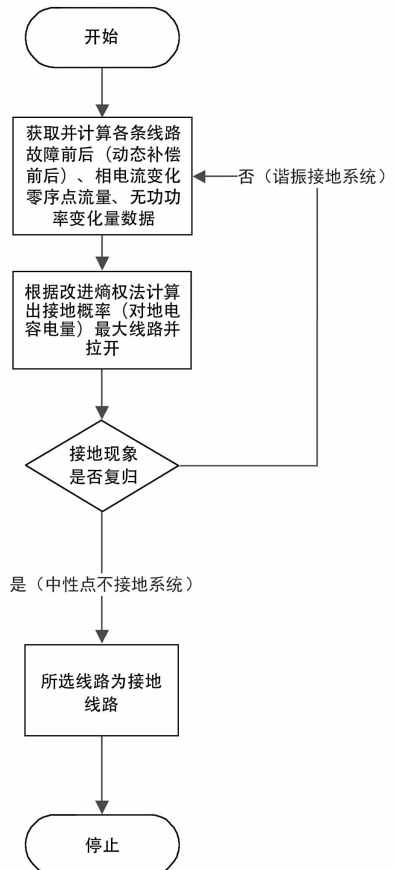 开始
获取并计算各条线路
故障前后（动态补偿
前后）、相电流变化
零序点流量、无功功
率变化量数据
否（谐振接地系统）
根据改进熵权法计算
出接地概率（对地电
容电量）最大线路并
拉开
接地现象
是否复归
是（中性点不接地系统）
所选线路为接地
线路
停止